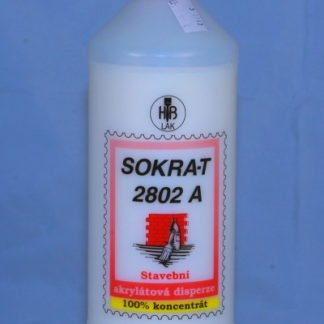 HB
LAK
SOKRA-T
2802 A
Stavební
akrylátová disperze
100% koncentrát